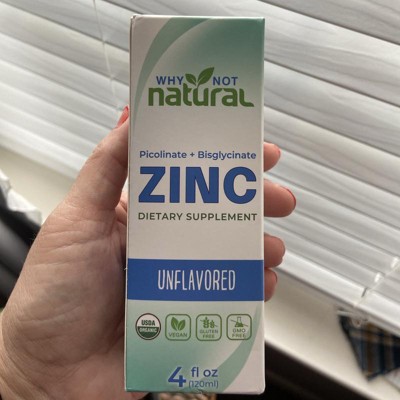 WHY NOT
natural
Picolinate + Bisglycinate
ZINC
DIETARY SUPPLEMENT
UNFLAVORED
USDA
ORGANIC
VEGAN
GLUTEN
FREE
GMO
FREE
4 fl oz
(120ml)